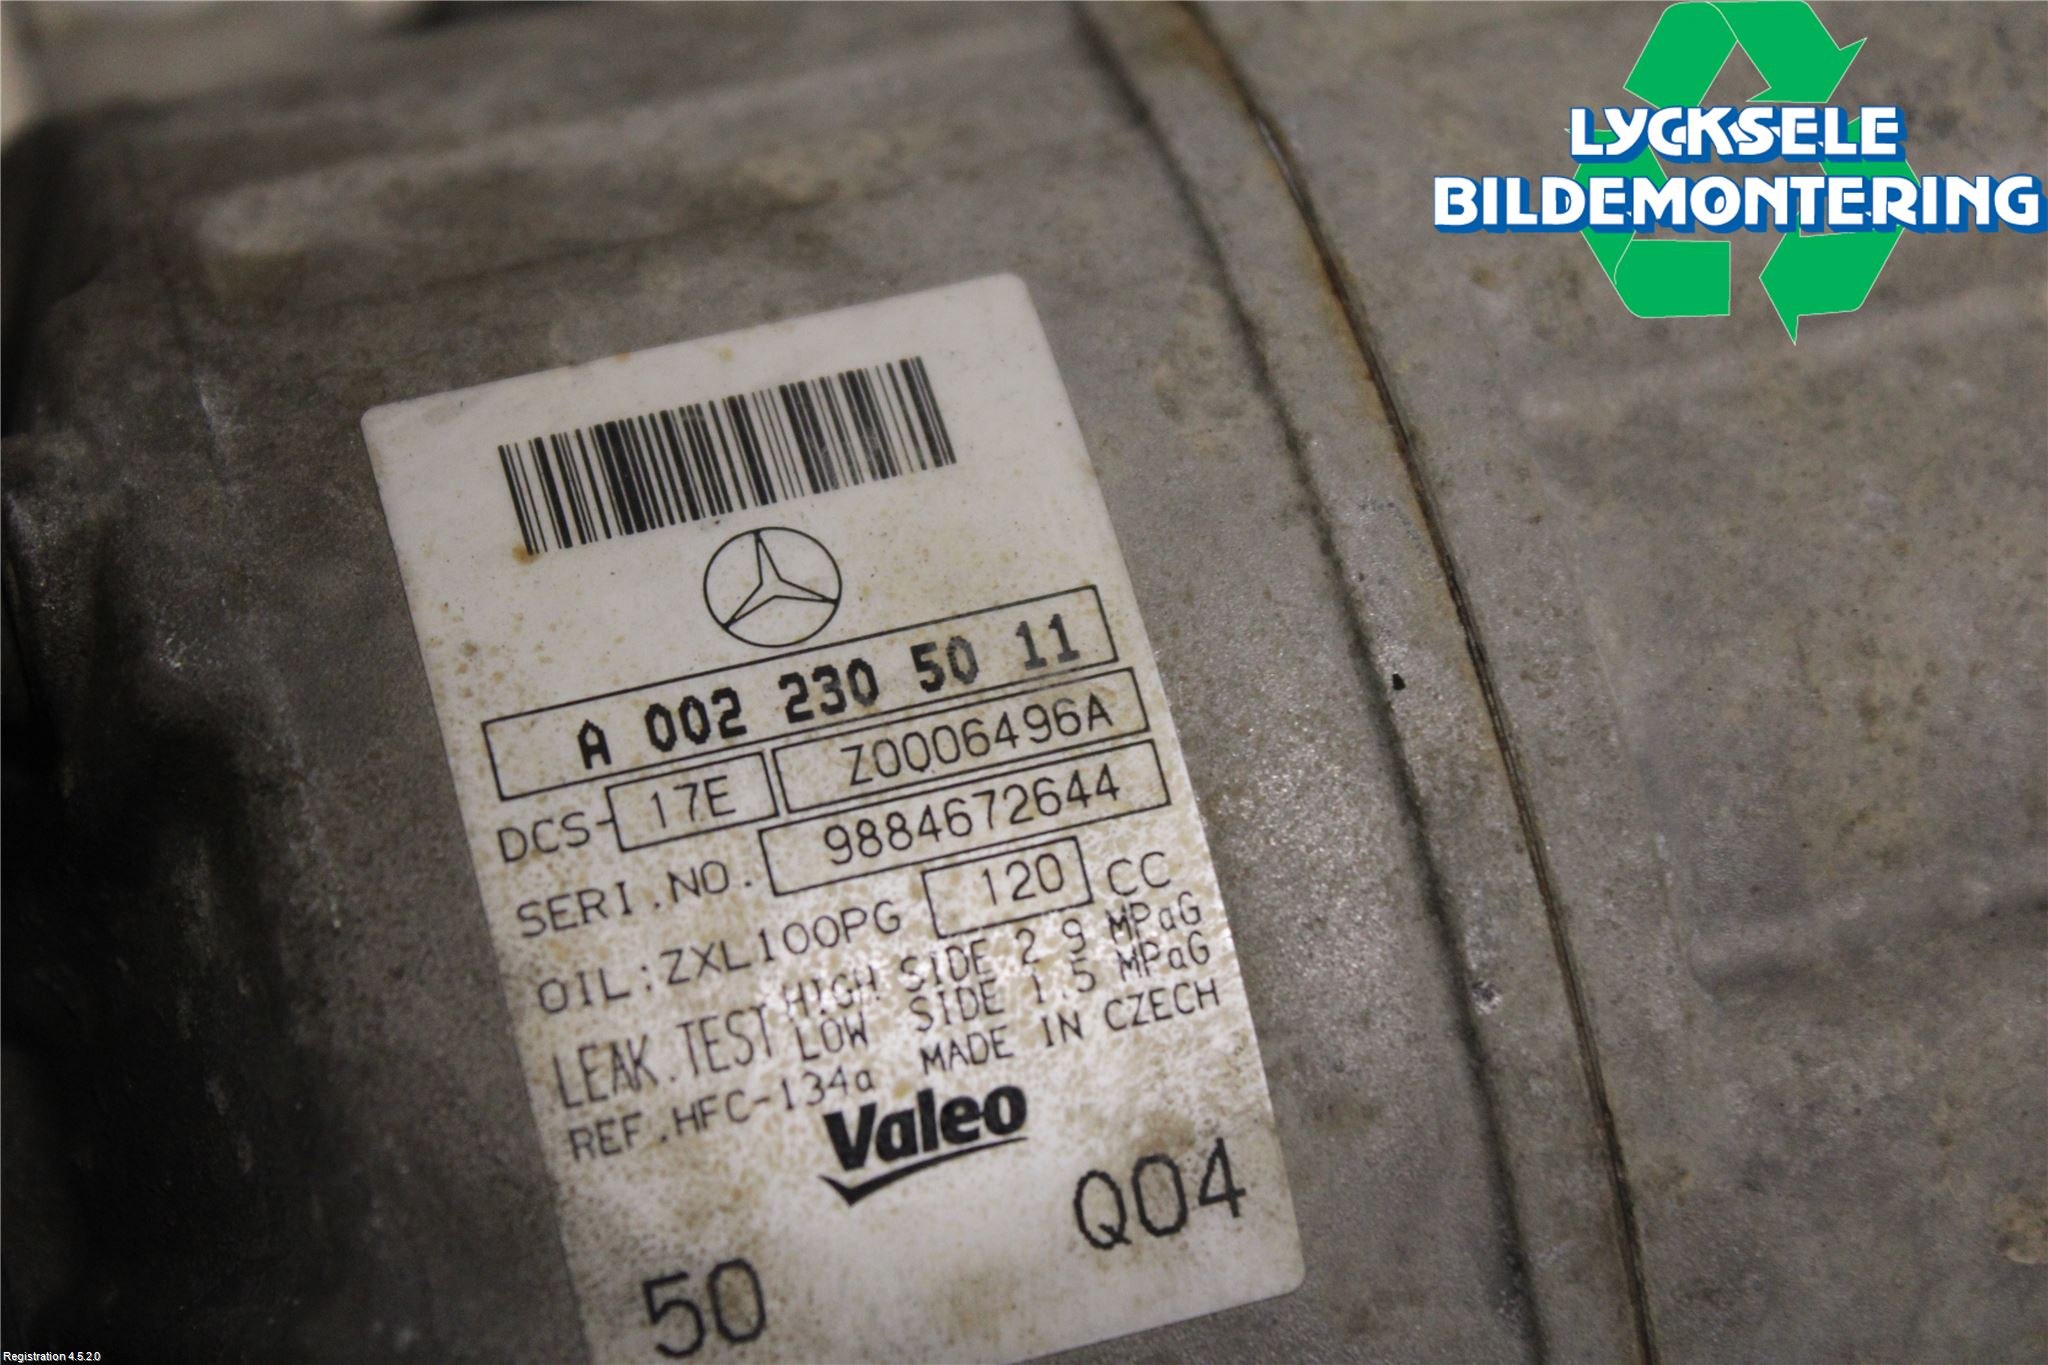 LYCKSELE
BILDEMONTERING
A 002 230 50 11
DCS- 17E Z0006496A
SERI.NO. 9884672644
OIL:ZXL100PG 120 CC
LEAK.TEST HIGH SIDE 2.9 MPaG
LOW SIDE 1.5 MPaG
REF.HFC-134a MADE IN CZECH
Valeo
50 Q04
Registration 4.5.2.0